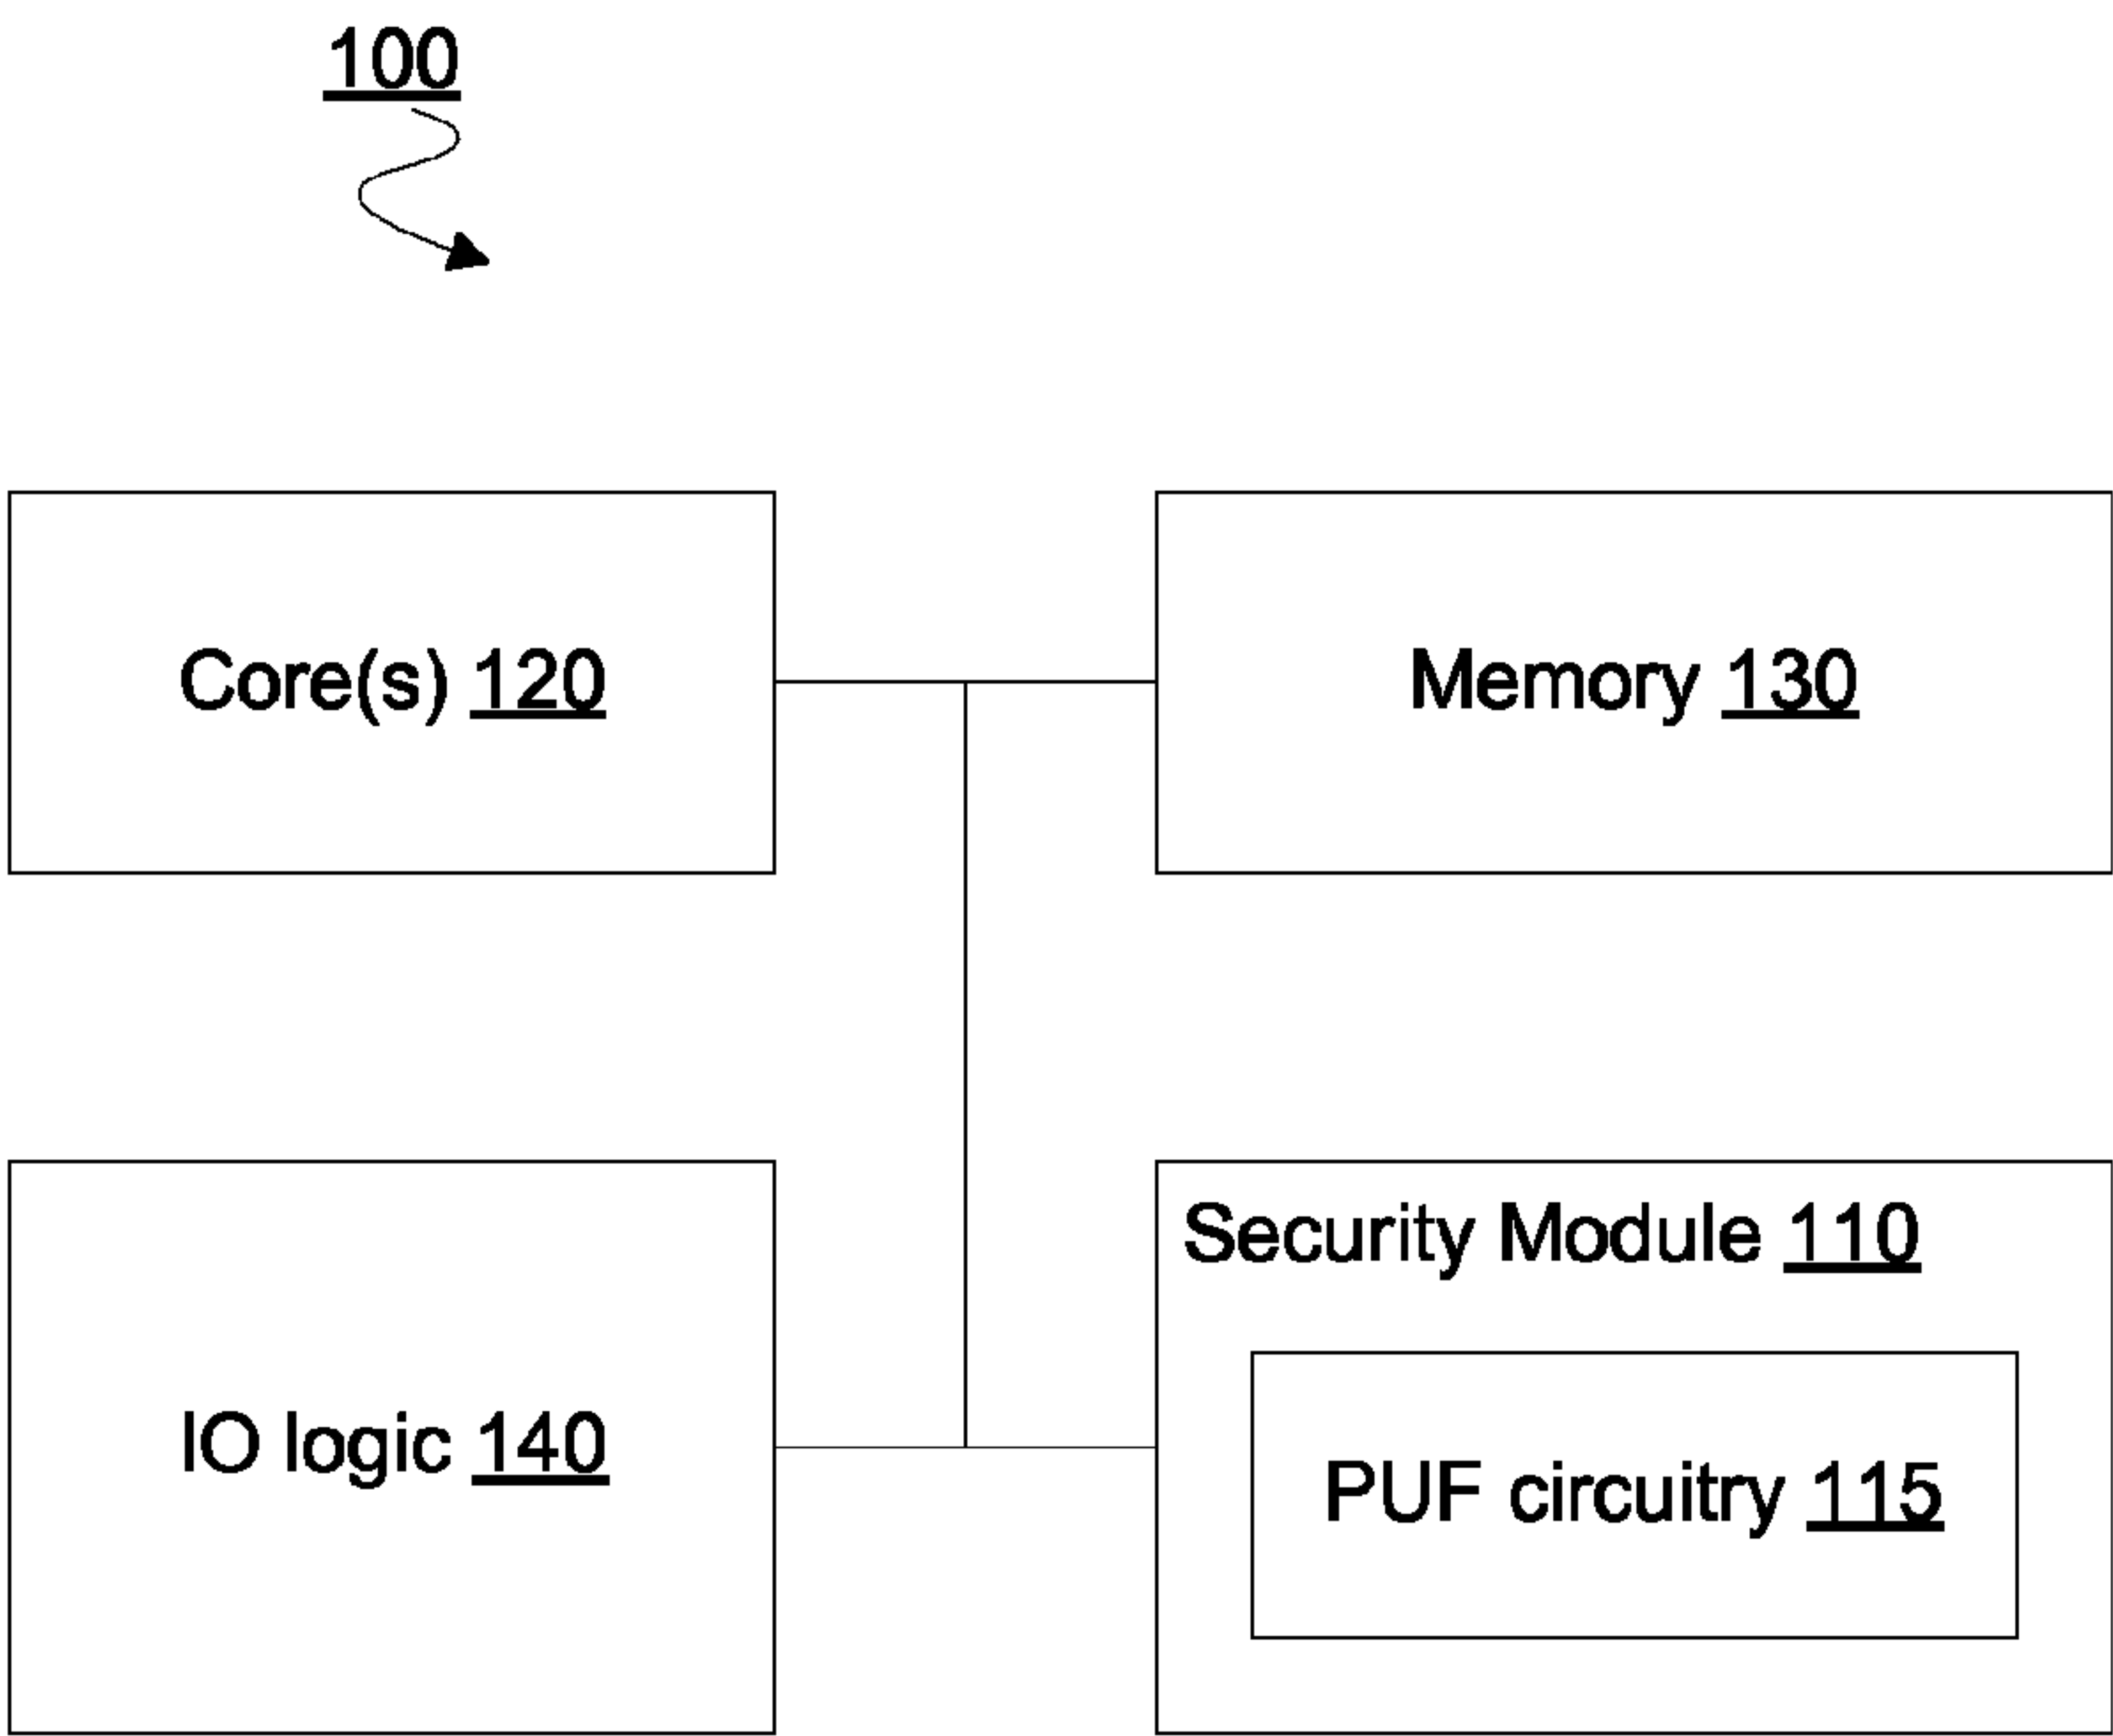 100
Core(s) 120
Memory 130
IO logic 140
Security Module 110
PUF circuitry 115